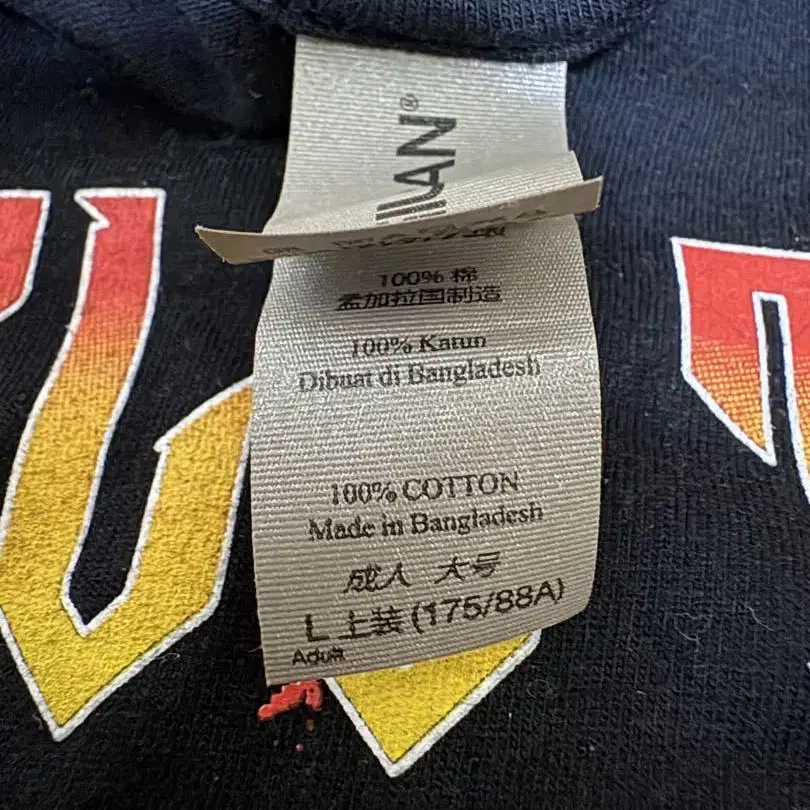 100% 棉
孟加拉国制造
100% Katun
Dibuat di Bangladesh
100% COTTON
Made in Bangladesh
成人 大号
L 上装 (175/88A)
Adult